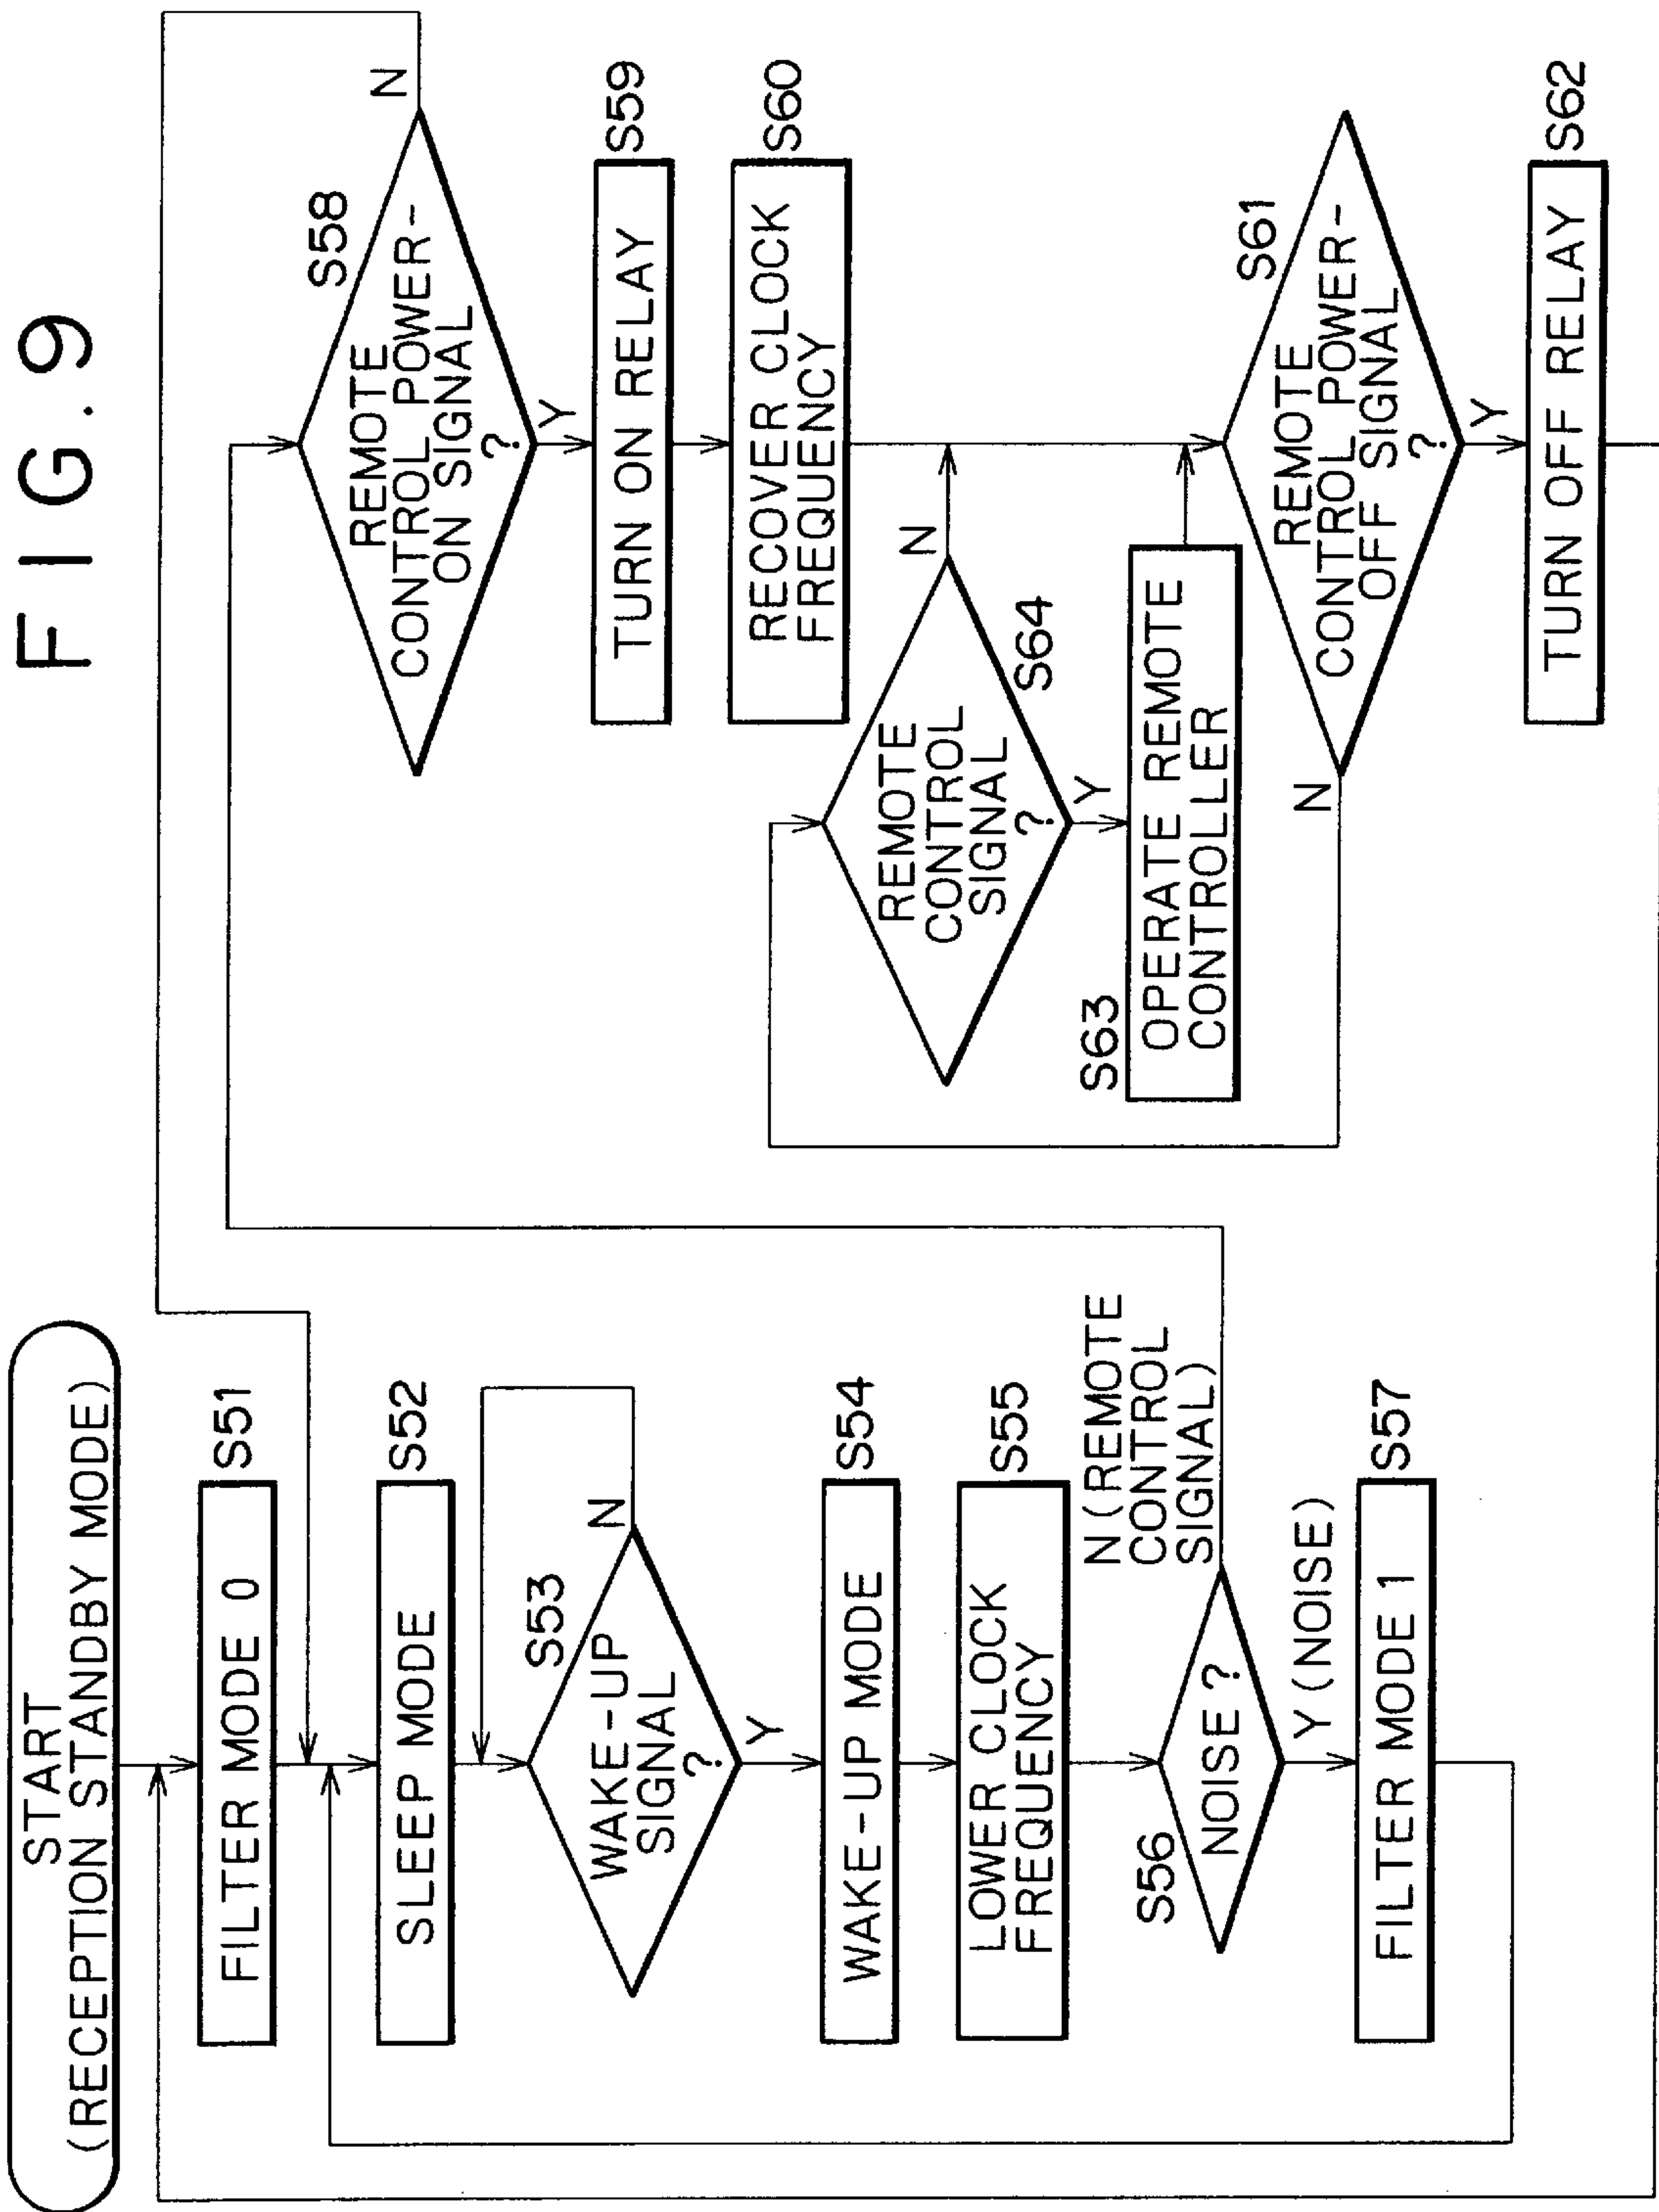 FIG.9
START
(RECEPTION STANDBY MODE)
FILTER MODE 0
S51
SLEEP MODE
S52
S53
WAKE-UP
SIGNAL
?
N
Y
WAKE-UP MODE
S54
LOWER CLOCK
FREQUENCY
S55
S56
NOISE ?
N (REMOTE
CONTROL
SIGNAL)
Y (NOISE)
FILTER MODE 1
S57
S58
REMOTE
CONTROL POWER-
ON SIGNAL
?
N
Y
TURN ON RELAY
S59
RECOVER CLOCK
FREQUENCY
S60
REMOTE
CONTROL
SIGNAL
?
N
S64
Y
S63
OPERATE REMOTE
CONTROLLER
S61
REMOTE
CONTROL POWER-
OFF SIGNAL
?
N
Y
TURN OFF RELAY
S62